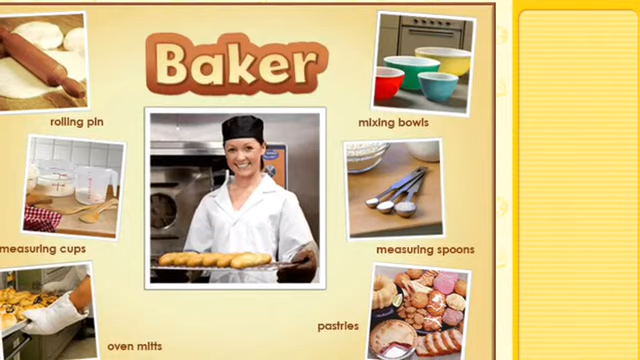 Baker
rolling pin
mixing bowls
measuring cups
measuring spoons
pastries
oven mitts